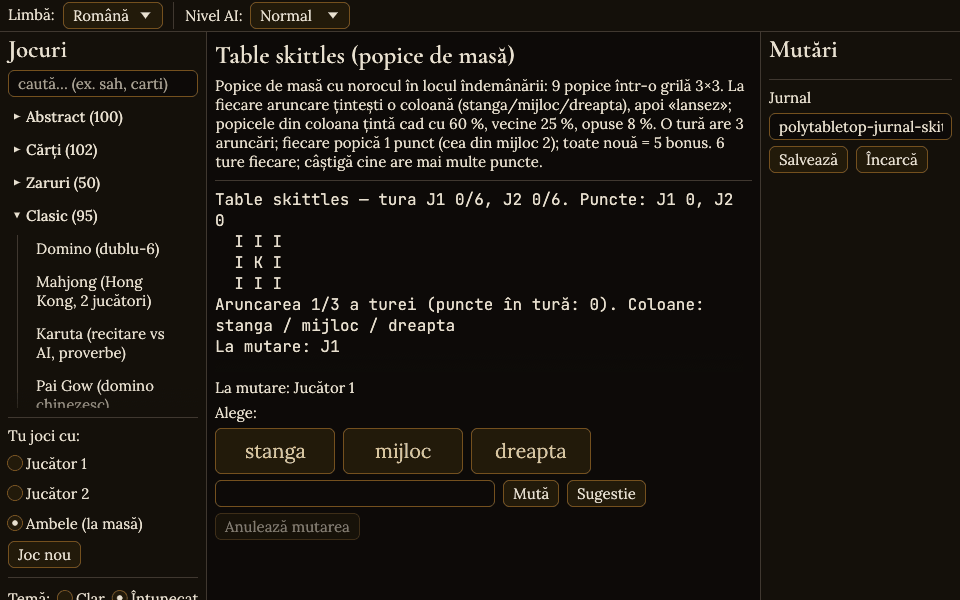 Limbă: Română Nivel AI: Normal
Jocuri
caută... (ex. sah, carti)
Abstract (100)
Cărți (102)
Zaruri (50)
Clasic (95)
Domino (dublu-6)
Mahjong (Hong
Kong, 2 jucători)
Karuta (recitare vs
AI, proverbe)
Pai Gow (domino
chinezesc)
Tu joci cu:
Jucător 1
Jucător 2
Ambele (la masă)
Joc nou
Temă: Clar Întunecat
Table skittles (popice de masă)
Popice de masă cu norocul în locul îndemânării: 9 popice într-o grilă 3×3. La
fiecare aruncare țintești o coloană (stanga/mijloc/dreapta), apoi «lansez»;
popicele din coloana țintă cad cu 60 %, vecine 25 %, opuse 8 %. O tură are 3
aruncări; fiecare popică 1 punct (cea din mijloc 2); toate nouă = 5 bonus. 6
ture fiecare; câștigă cine are mai multe puncte.
Table skittles — tura J1 0/6, J2 0/6. Puncte: J1 0, J2
0
I I I
I K I
I I I
Aruncarea 1/3 a turei (puncte în tură: 0). Coloane:
stanga / mijloc / dreapta
La mutare: J1
La mutare: Jucător 1
Alege:
stanga mijloc dreapta
Mută Sugestie
Anulează mutarea
Mutări
Jurnal
polytabletop-jurnal-skit
Salvează Încarcă